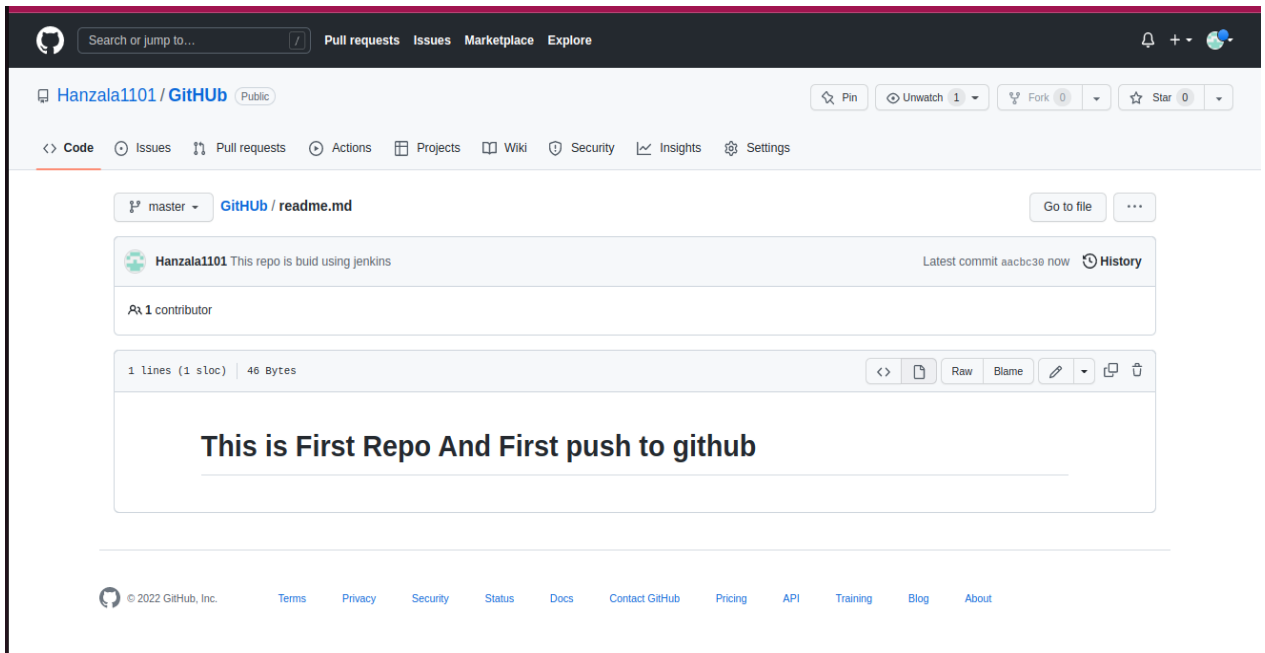 Search or jump to... / Pull requests Issues Marketplace Explore
Hanzala1101 / GitHUb Public Pin Unwatch 1 Fork 0 Star 0
Code Issues Pull requests Actions Projects Wiki Security Insights Settings
master GitHUb / readme.md Go to file ...
Hanzala1101 This repo is buid using jenkins Latest commit aacbc30 now History
1 contributor
1 lines (1 sloc) 46 Bytes Raw Blame
This is First Repo And First push to github
© 2022 GitHub, Inc. Terms Privacy Security Status Docs Contact GitHub Pricing API Training Blog About